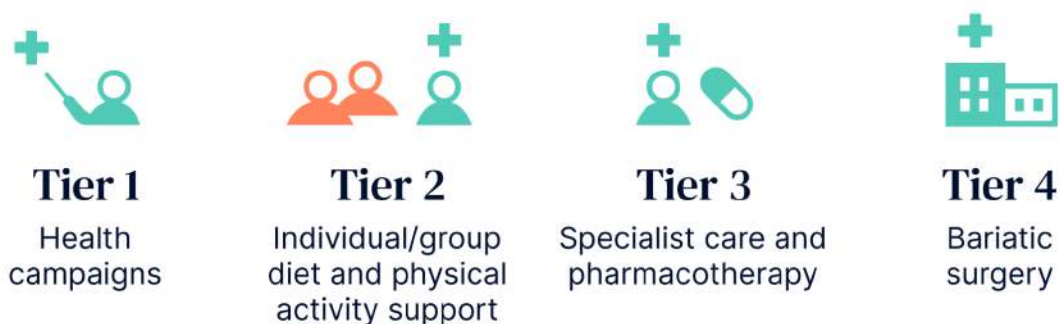 Tier 1
Health
campaigns
Tier 2
Individual/group
diet and physical
activity support
Tier 3
Specialist care and
pharmacotherapy
Tier 4
Bariatic
surgery